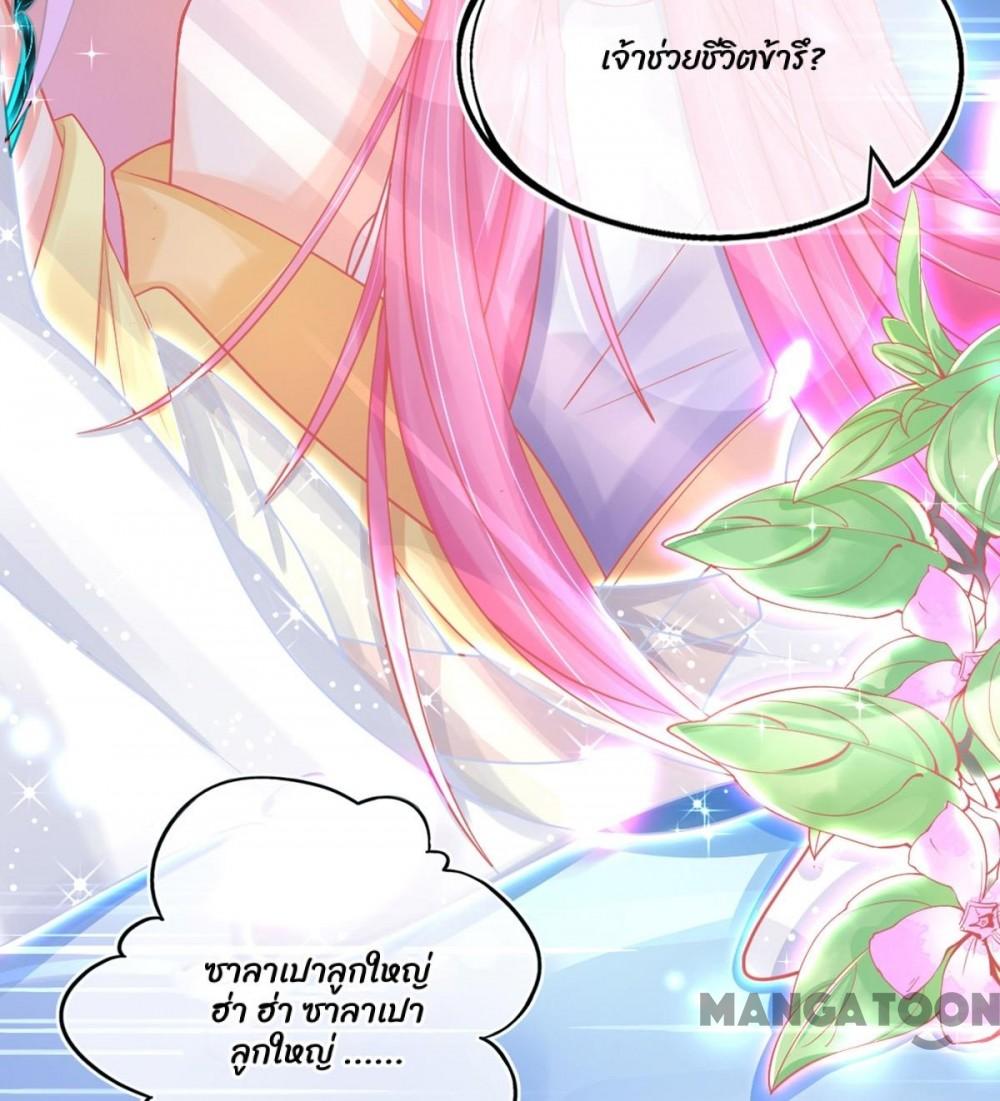 เจ้าช่วยชีวิตข้ารึ?
ซาลาเปาลูกใหญ่
ฮ่า ฮ่า ซาลาเปา
ลูกใหญ่ ......
MANGATOON